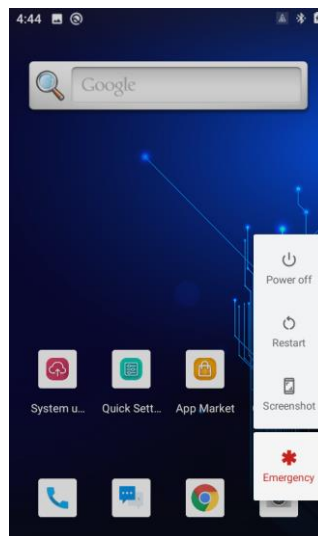 4:44
Google
Power off
Restart
Screenshot
Emergency
System u... Quick Sett... App Market